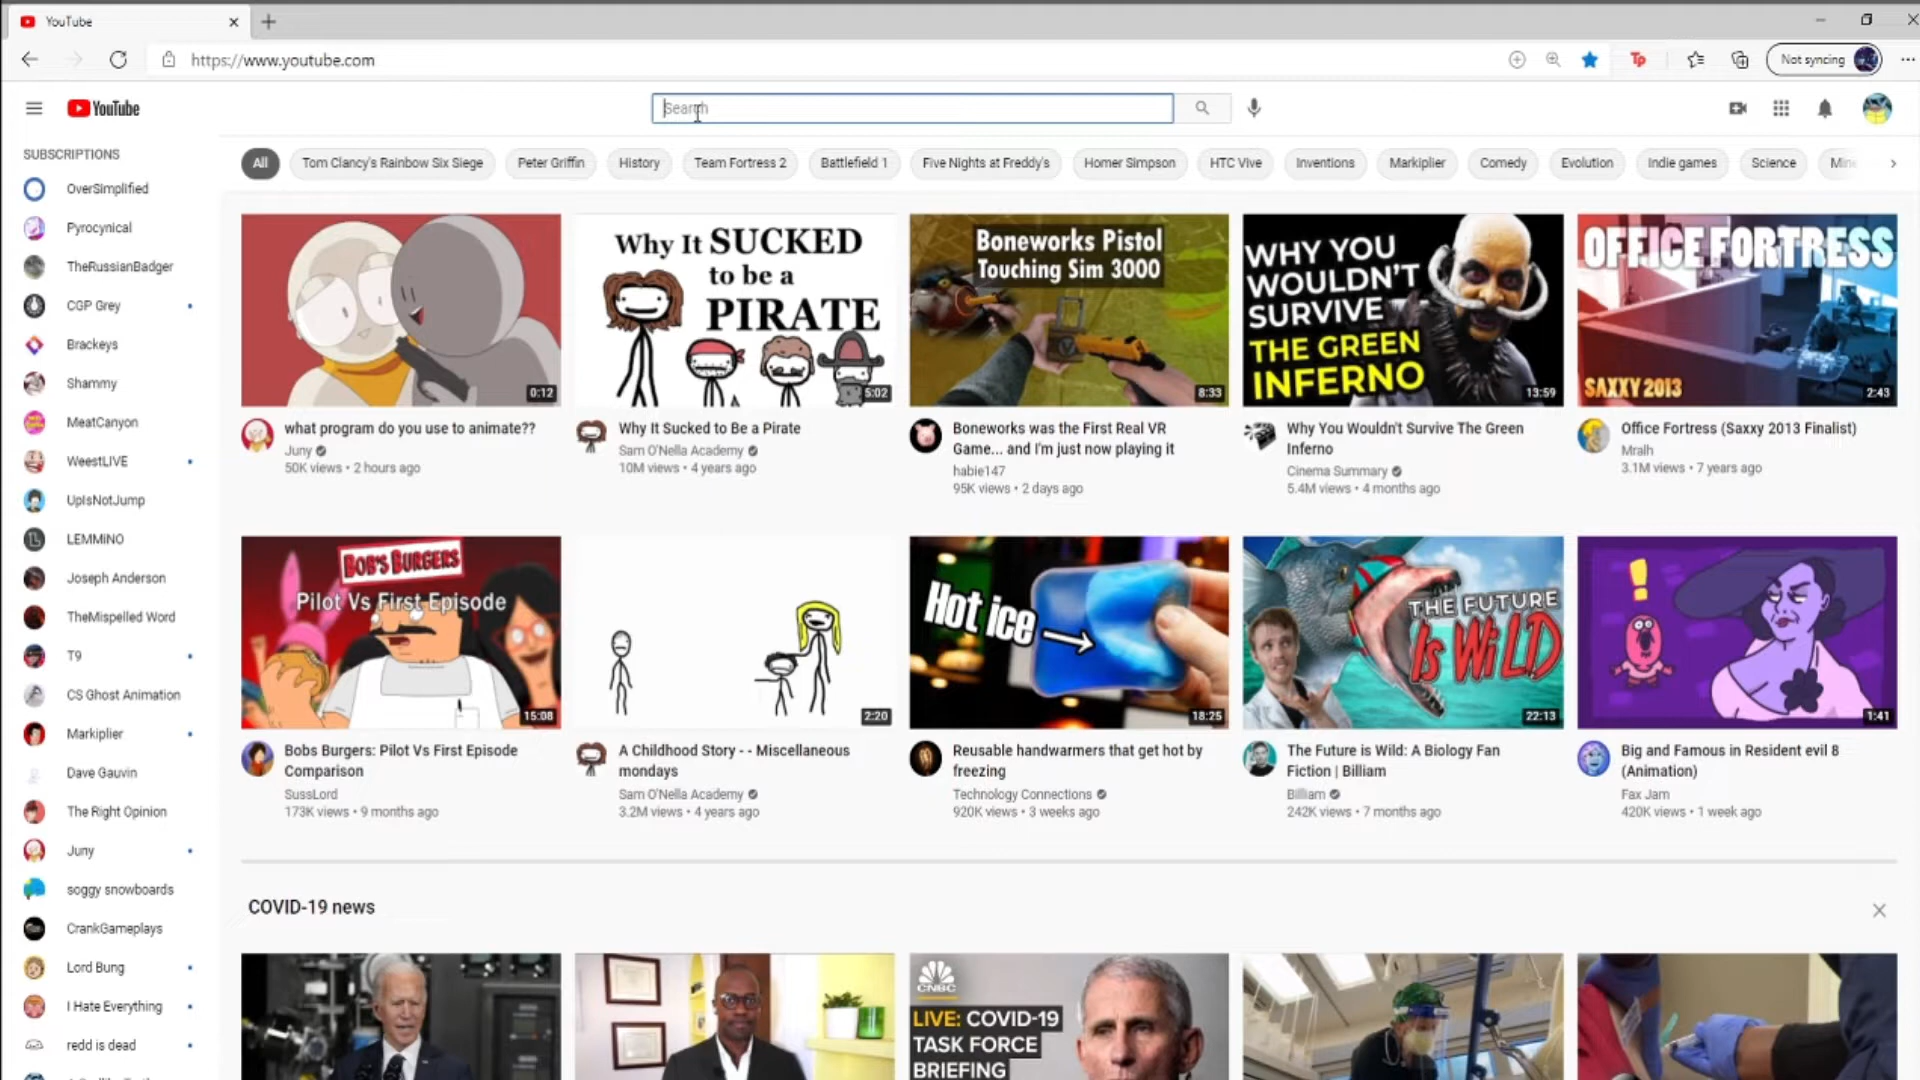 YouTube
https://www.youtube.com
Not syncing
YouTube
Search
SUBSCRIPTIONS
OverSimplified
Pyrocynical
TheRussianBadger
CGP Grey
Brackeys
Shammy
MeatCanyon
WeestLIVE
UpIsNotJump
LEMMiNO
Joseph Anderson
TheMispelled Word
T9
CS Ghost Animation
Markiplier
Dave Gauvin
The Right Opinion
Juny
soggy snowboards
CrankGameplays
Lord Bung
I Hate Everything
redd is dead
All
Tom Clancy's Rainbow Six Siege
Peter Griffin
History
Team Fortress 2
Battlefield 1
Five Nights at Freddy's
Homer Simpson
HTC Vive
Inventions
Markiplier
Comedy
Evolution
Indie games
Science
0:12
what program do you use to animate??
Juny
50K views • 2 hours ago
Why It SUCKED
to be a
PIRATE
5:02
Why It Sucked to Be a Pirate
Sam O'Nella Academy
10M views • 4 years ago
Boneworks Pistol
Touching Sim 3000
8:33
Boneworks was the First Real VR
Game... and I'm just now playing it
habie147
95K views • 2 days ago
WHY YOU
WOULDN'T
SURVIVE
THE GREEN
INFERNO
13:59
Why You Wouldn't Survive The Green
Inferno
Cinema Summary
5.4M views • 4 months ago
OFFICE FORTRESS
SAXXY 2013
2:43
Office Fortress (Saxxy 2013 Finalist)
Mralh
3.1M views • 7 years ago
BOB'S BURGERS
Pilot Vs First Episode
15:08
Bobs Burgers: Pilot Vs First Episode
Comparison
SussLord
173K views • 9 months ago
2:20
A Childhood Story - - Miscellaneous
mondays
Sam O'Nella Academy
3.2M views • 4 years ago
Hot ice
18:25
Reusable handwarmers that get hot by
freezing
Technology Connections
920K views • 3 weeks ago
THE FUTURE
IS WILD
22:13
The Future is Wild: A Biology Fan
Fiction | Billiam
Billiam
242K views • 7 months ago
!
1:41
Big and Famous in Resident evil 8
(Animation)
Fax Jam
420K views • 1 week ago
COVID-19 news
CNBC
LIVE: COVID-19
TASK FORCE
BRIEFING